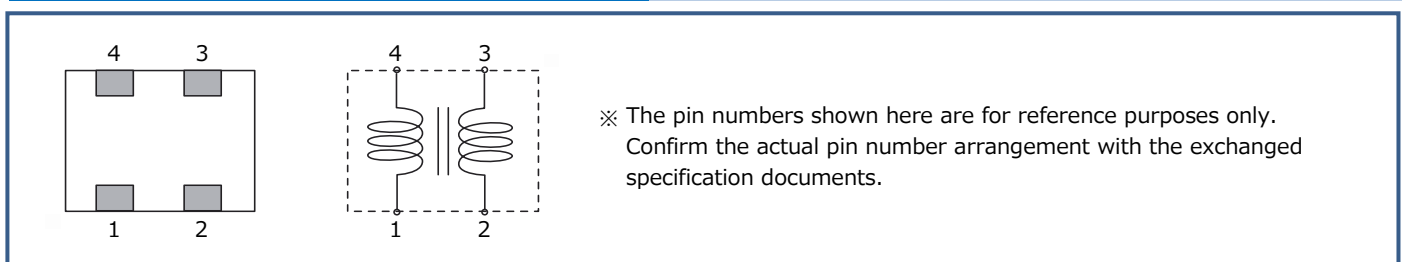 4 3
4 3
※ The pin numbers shown here are for reference purposes only.
Confirm the actual pin number arrangement with the exchanged
specification documents.
1 2
1 2